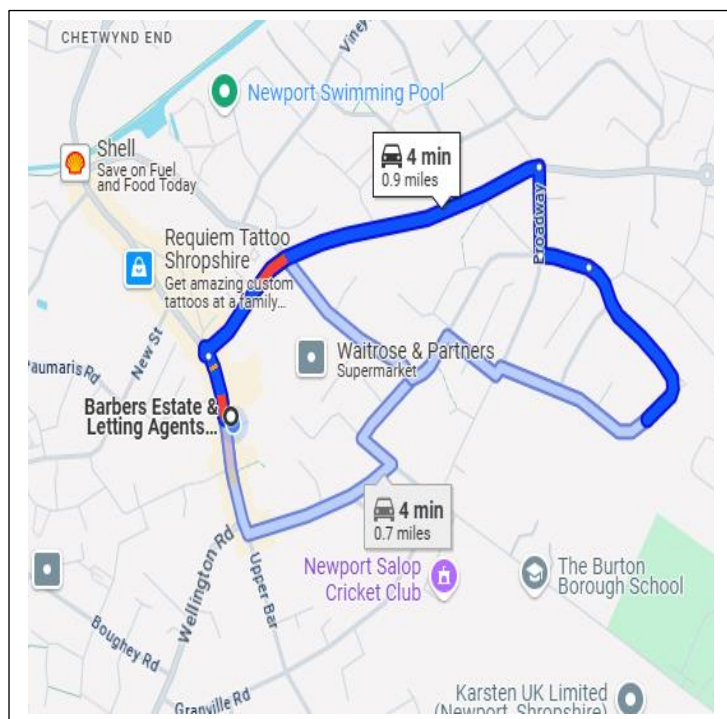 CHETWYND END
Viney
Newport Swimming Pool
Shell
Save on Fuel
and Food Today
4 min
0.9 miles
Broadway
Requiem Tattoo
Shropshire
Get amazing custom
tattoos at a family...
New St
Waitrose & Partners
Supermarket
Barbers Estate &
Letting Agents...
4 min
0.7 miles
Wellington Rd
Upper Bar
Newport Salop
Cricket Club
The Burton
Borough School
Boughey Rd
Granville Rd
Karsten UK Limited
(Newport, Shropshire)